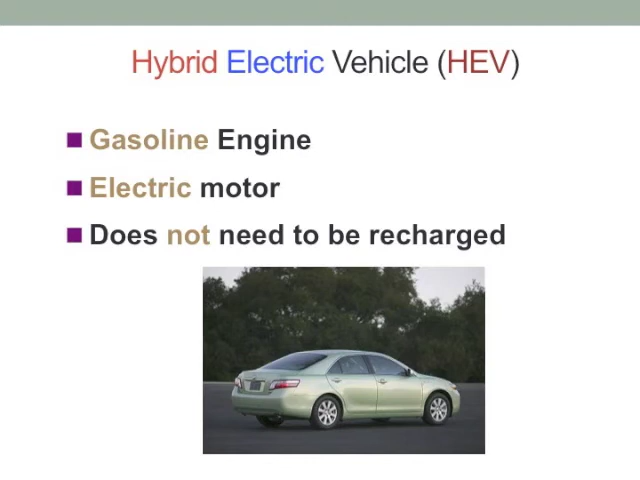 Hybrid Electric Vehicle (HEV)
Gasoline Engine
Electric motor
Does not need to be recharged